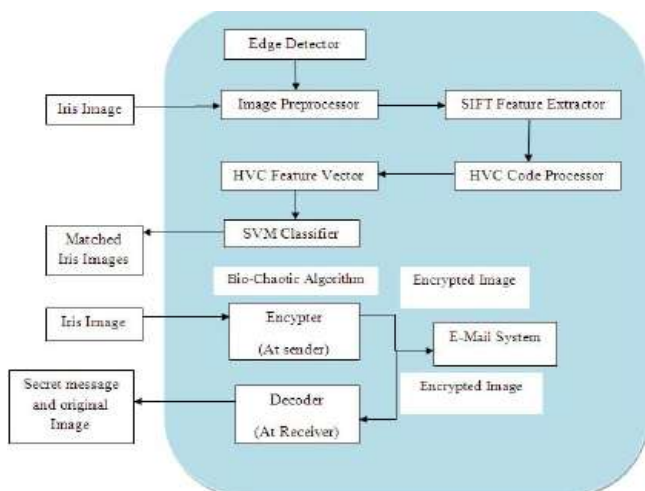 Edge Detector
Iris Image
Image Preprocessor
SIFT Feature Extractor
HVC Feature Vector
HVC Code Processor
Matched
Iris Images
SVM Classifier
Bio-Chaotic Algorithm
Encrypted Image
Iris Image
Encypter
(At sender)
E-Mail System
Secret message
and original
Image
Decoder
(At Receiver)
Encrypted Image